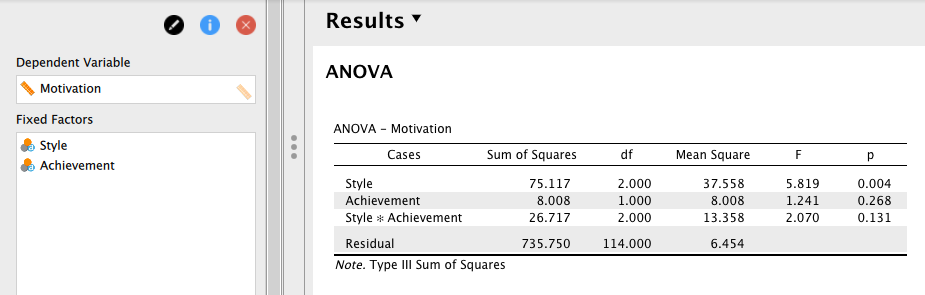 Results ▼
Dependent Variable
Motivation
Fixed Factors
Style
Achievement
ANOVA
ANOVA – Motivation
Cases Sum of Squares df Mean Square F p
Style 75.117 2.000 37.558 5.819 0.004
Achievement 8.008 1.000 8.008 1.241 0.268
Style ✻ Achievement 26.717 2.000 13.358 2.070 0.131
Residual 735.750 114.000 6.454
Note. Type III Sum of Squares